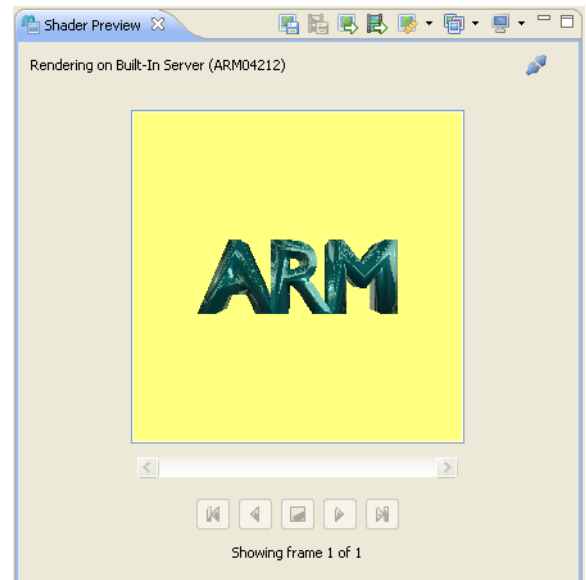 Shader Preview
Rendering on Built-In Server (ARM04212)
ARM
Showing frame 1 of 1